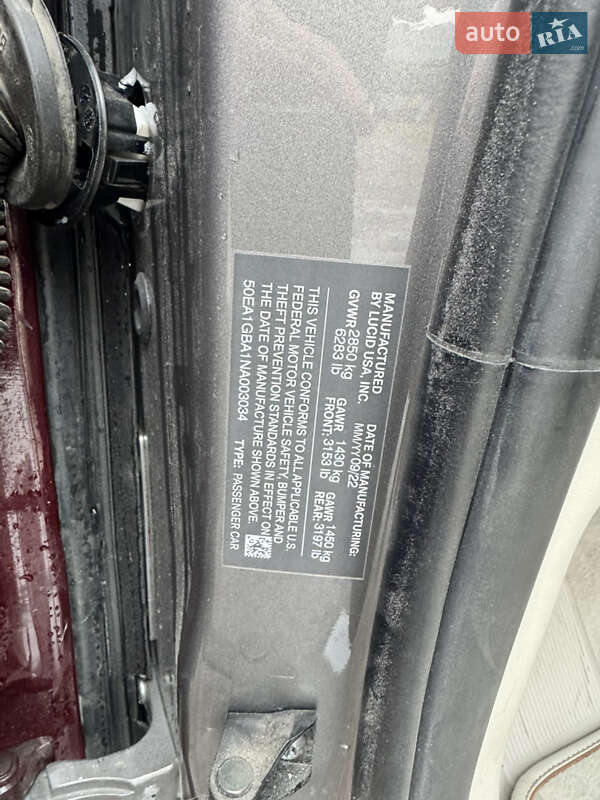 auto RIA
.com
MANUFACTURED
BY LUCID USA, INC.
DATE OF MANUFACTURING:
MM/YY 09/22
GVWR 2850 kg
6283 lb
GAWR 1430 kg
FRONT: 3153 lb
GAWR 1450 kg
REAR: 3197 lb
THIS VEHICLE CONFORMS TO ALL APPLICABLE U.S.
FEDERAL MOTOR VEHICLE SAFETY, BUMPER AND
THEFT PREVENTION STANDARDS IN EFFECT ON
THE DATE OF MANUFACTURE SHOWN ABOVE.
50EA1GBA1NA003034
TYPE: PASSENGER CAR